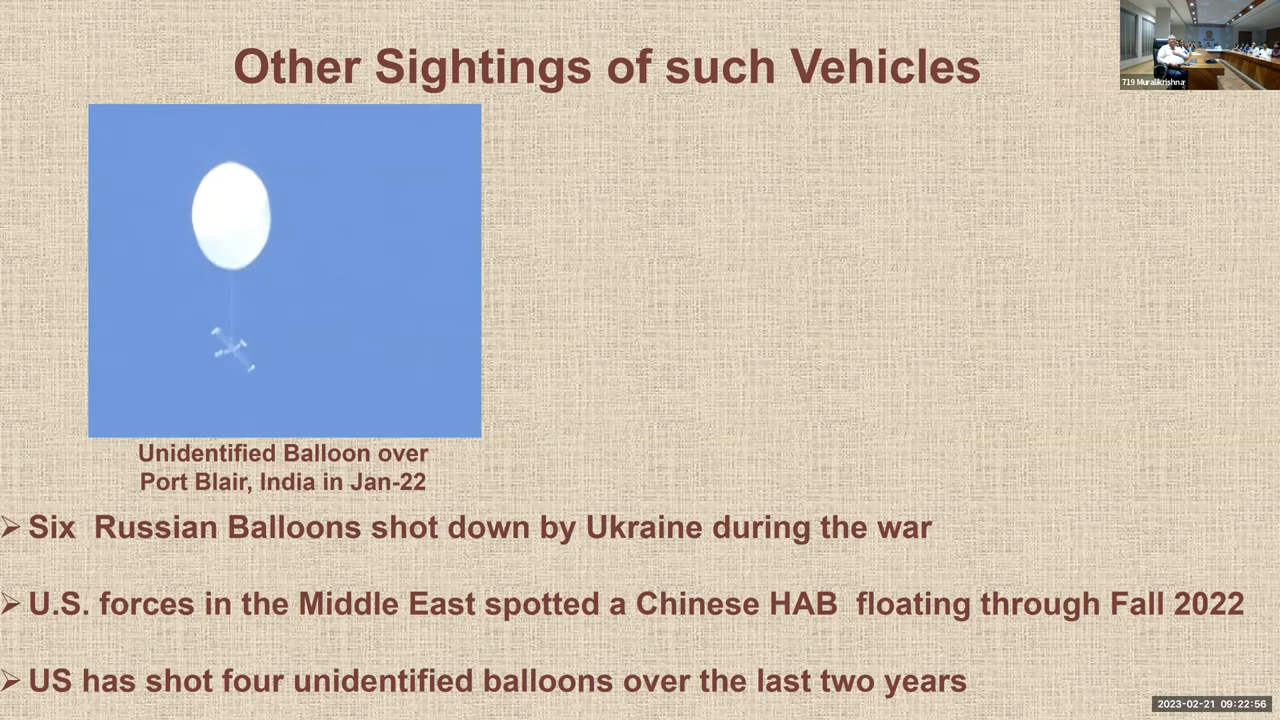 Other Sightings of such Vehicles
719 Muralikrishna
Unidentified Balloon over
Port Blair, India in Jan-22
Six Russian Balloons shot down by Ukraine during the war
U.S. forces in the Middle East spotted a Chinese HAB floating through Fall 2022
US has shot four unidentified balloons over the last two years
2023-02-21 09:22:56